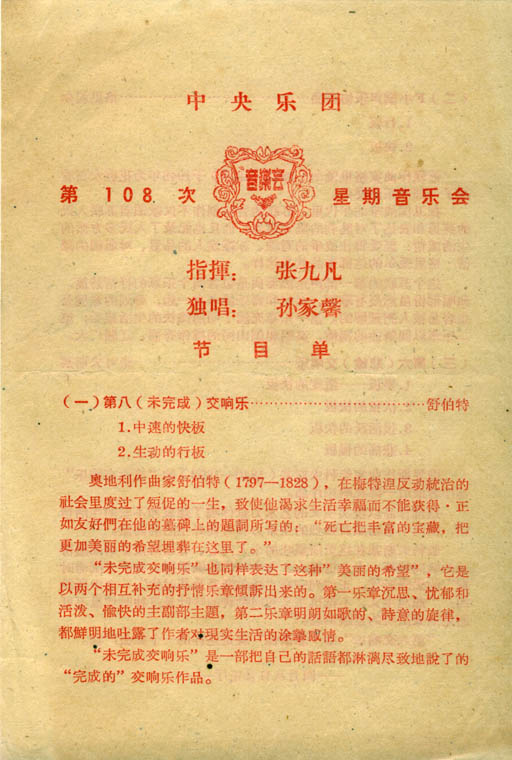 中央乐团
第 108 次 音乐会 星期音乐会
指揮： 张九凡
独唱： 孙家馨
节目单
（一）第八（未完成）交响乐……………………舒伯特
1.中速的快板
2.生动的行板
奥地利作曲家舒伯特（1797—1828），在梅特涅反动統治的
社会里度过了短促的一生，致使他渴求生活幸福而不能获得·正
如友好們在他的墓碑上的題詞所写的：“死亡把丰富的宝藏，把
更加美丽的希望埋葬在这里了。”
“未完成交响乐”也同样表达了这种“美丽的希望”，它是
以两个相互补充的抒情乐章傾訴出来的。第一乐章沉思、忧郁和
活泼、愉快的主副部主題，第二乐章明朗如歌的、詩意的旋律，
都鮮明地吐露了作者对现实生活的涂摯感情。
“未完成交响乐”是一部把自己的話語都淋漓尽致地說了的
“完成的”交响乐作品。